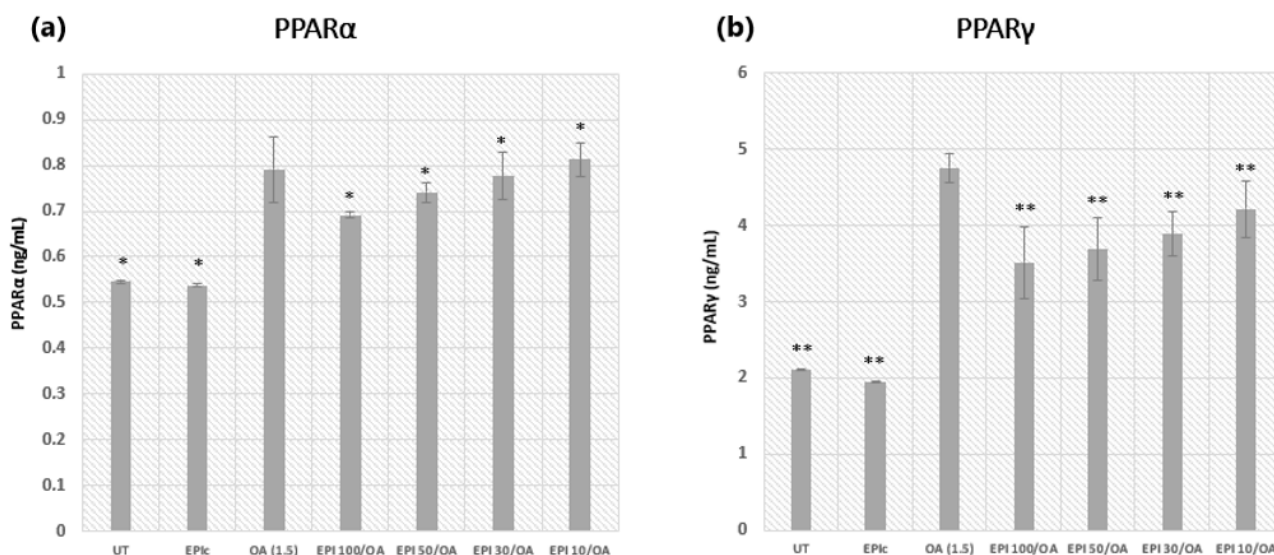 (a)
PPARα
PPARα (ng/mL)
1
0.9
0.8
0.7
0.6
0.5
0.4
0.3
0.2
0.1
0
*
*
*
*
*
*
UT
EPIc
OA (1.5)
EPI 100/OA
EPI 50/OA
EPI 30/OA
EPI 10/OA
(b)
PPARγ
PPARγ (ng/mL)
6
5
4
3
2
1
0
**
**
**
**
**
**
UT
EPIc
OA (1.5)
EPI 100/OA
EPI 50/OA
EPI 30/OA
EPI 10/OA